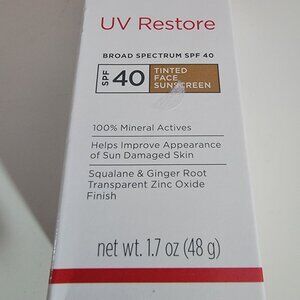 UV Restore
BROAD SPECTRUM SPF 40
SPF 40 TINTED
FACE
SUNSCREEN
100% Mineral Actives
Helps Improve Appearance
of Sun Damaged Skin
Squalane & Ginger Root
Transparent Zinc Oxide
Finish
net wt. 1.7 oz (48 g)